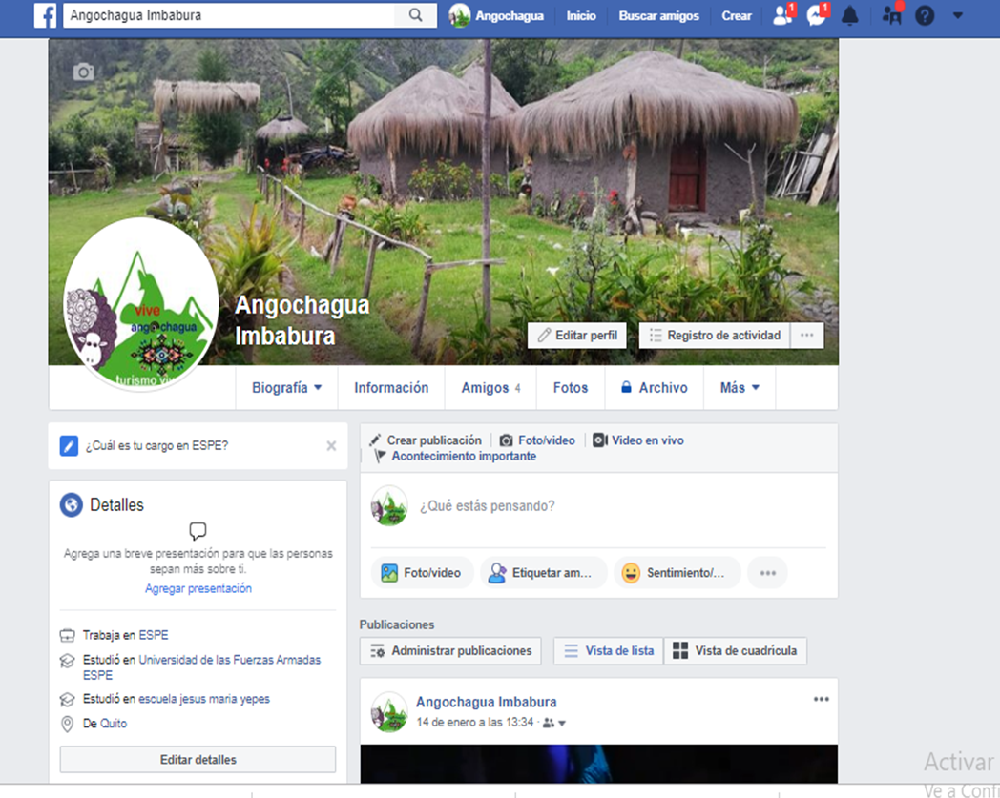 Angochagua Imbabura
Angochagua
Inicio
Buscar amigos
Crear
1
1
vive
angochagua
turismo
Angochagua
Imbabura
Editar perfil
Registro de actividad
Biografía
Información
Amigos 4
Fotos
Archivo
Más
¿Cuál es tu cargo en ESPE?
Detalles
Agrega una breve presentación para que las personas
sepan más sobre ti.
Agregar presentación
Trabaja en ESPE
Estudió en Universidad de las Fuerzas Armadas
ESPE
Estudió en escuela jesus maria yepes
De Quito
Editar detalles
Crear publicación
Foto/video
Video en vivo
Acontecimiento importante
¿Qué estás pensando?
Foto/video
Etiquetar am...
Sentimiento/...
Publicaciones
Administrar publicaciones
Vista de lista
Vista de cuadrícula
Angochagua Imbabura
14 de enero a las 13:34 ·
Activar
Ve a Confi